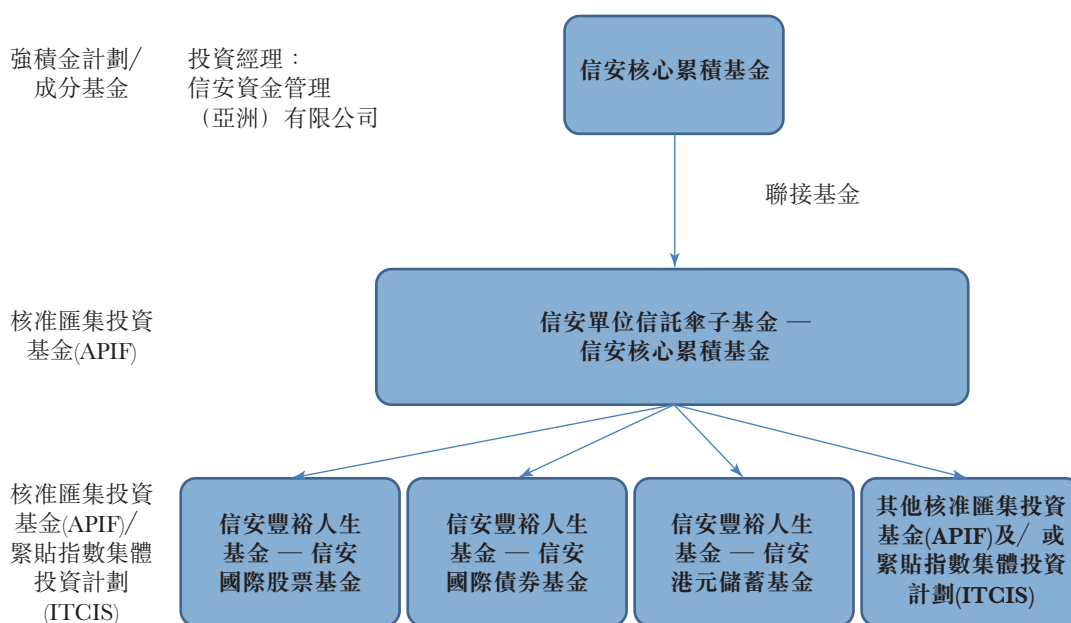 強積金計劃/
成分基金
投資經理：
信安資金管理
（亞洲）有限公司
信安核心累積基金
聯接基金
核准匯集投資
基金(APIF)
信安單位信託傘子基金 —
信安核心累積基金
核准匯集投資
基金(APIF)/
緊貼指數集體
投資計劃
(ITCIS)
信安豐裕人生
基金 — 信安
國際股票基金
信安豐裕人生
基金 — 信安
國際債券基金
信安豐裕人生
基金 — 信安
港元儲蓄基金
其他核准匯集投資
基金(APIF)及/ 或
緊貼指數集體投資
計劃(ITCIS)